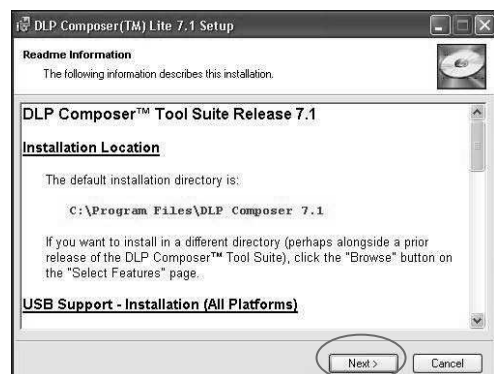 DLP Composer(TM) Lite 7.1 Setup
Readme Information
The following information describes this installation.
DLP Composer™ Tool Suite Release 7.1
Installation Location
The default installation directory is:
C:\Program Files\DLP Composer 7.1
If you want to install in a different directory (perhaps alongside a prior
release of the DLP Composer™ Tool Suite), click the "Browse" button on
the "Select Features" page.
USB Support - Installation (All Platforms)
Next >
Cancel